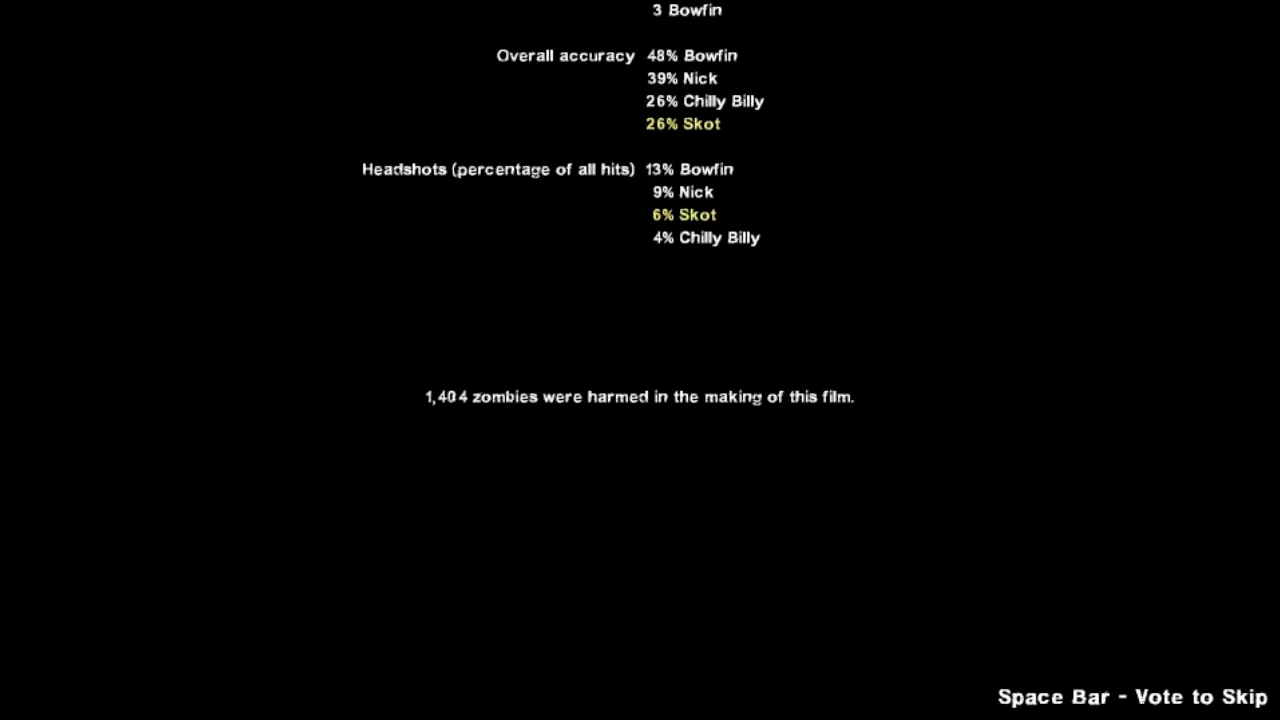 3 Bowfin
Overall accuracy 48% Bowfin
39% Nick
26% Chilly Billy
26% Skot
Headshots (percentage of all hits) 13% Bowfin
9% Nick
6% Skot
4% Chilly Billy
1,404 zombies were harmed in the making of this film.
Space Bar - Vote to Skip